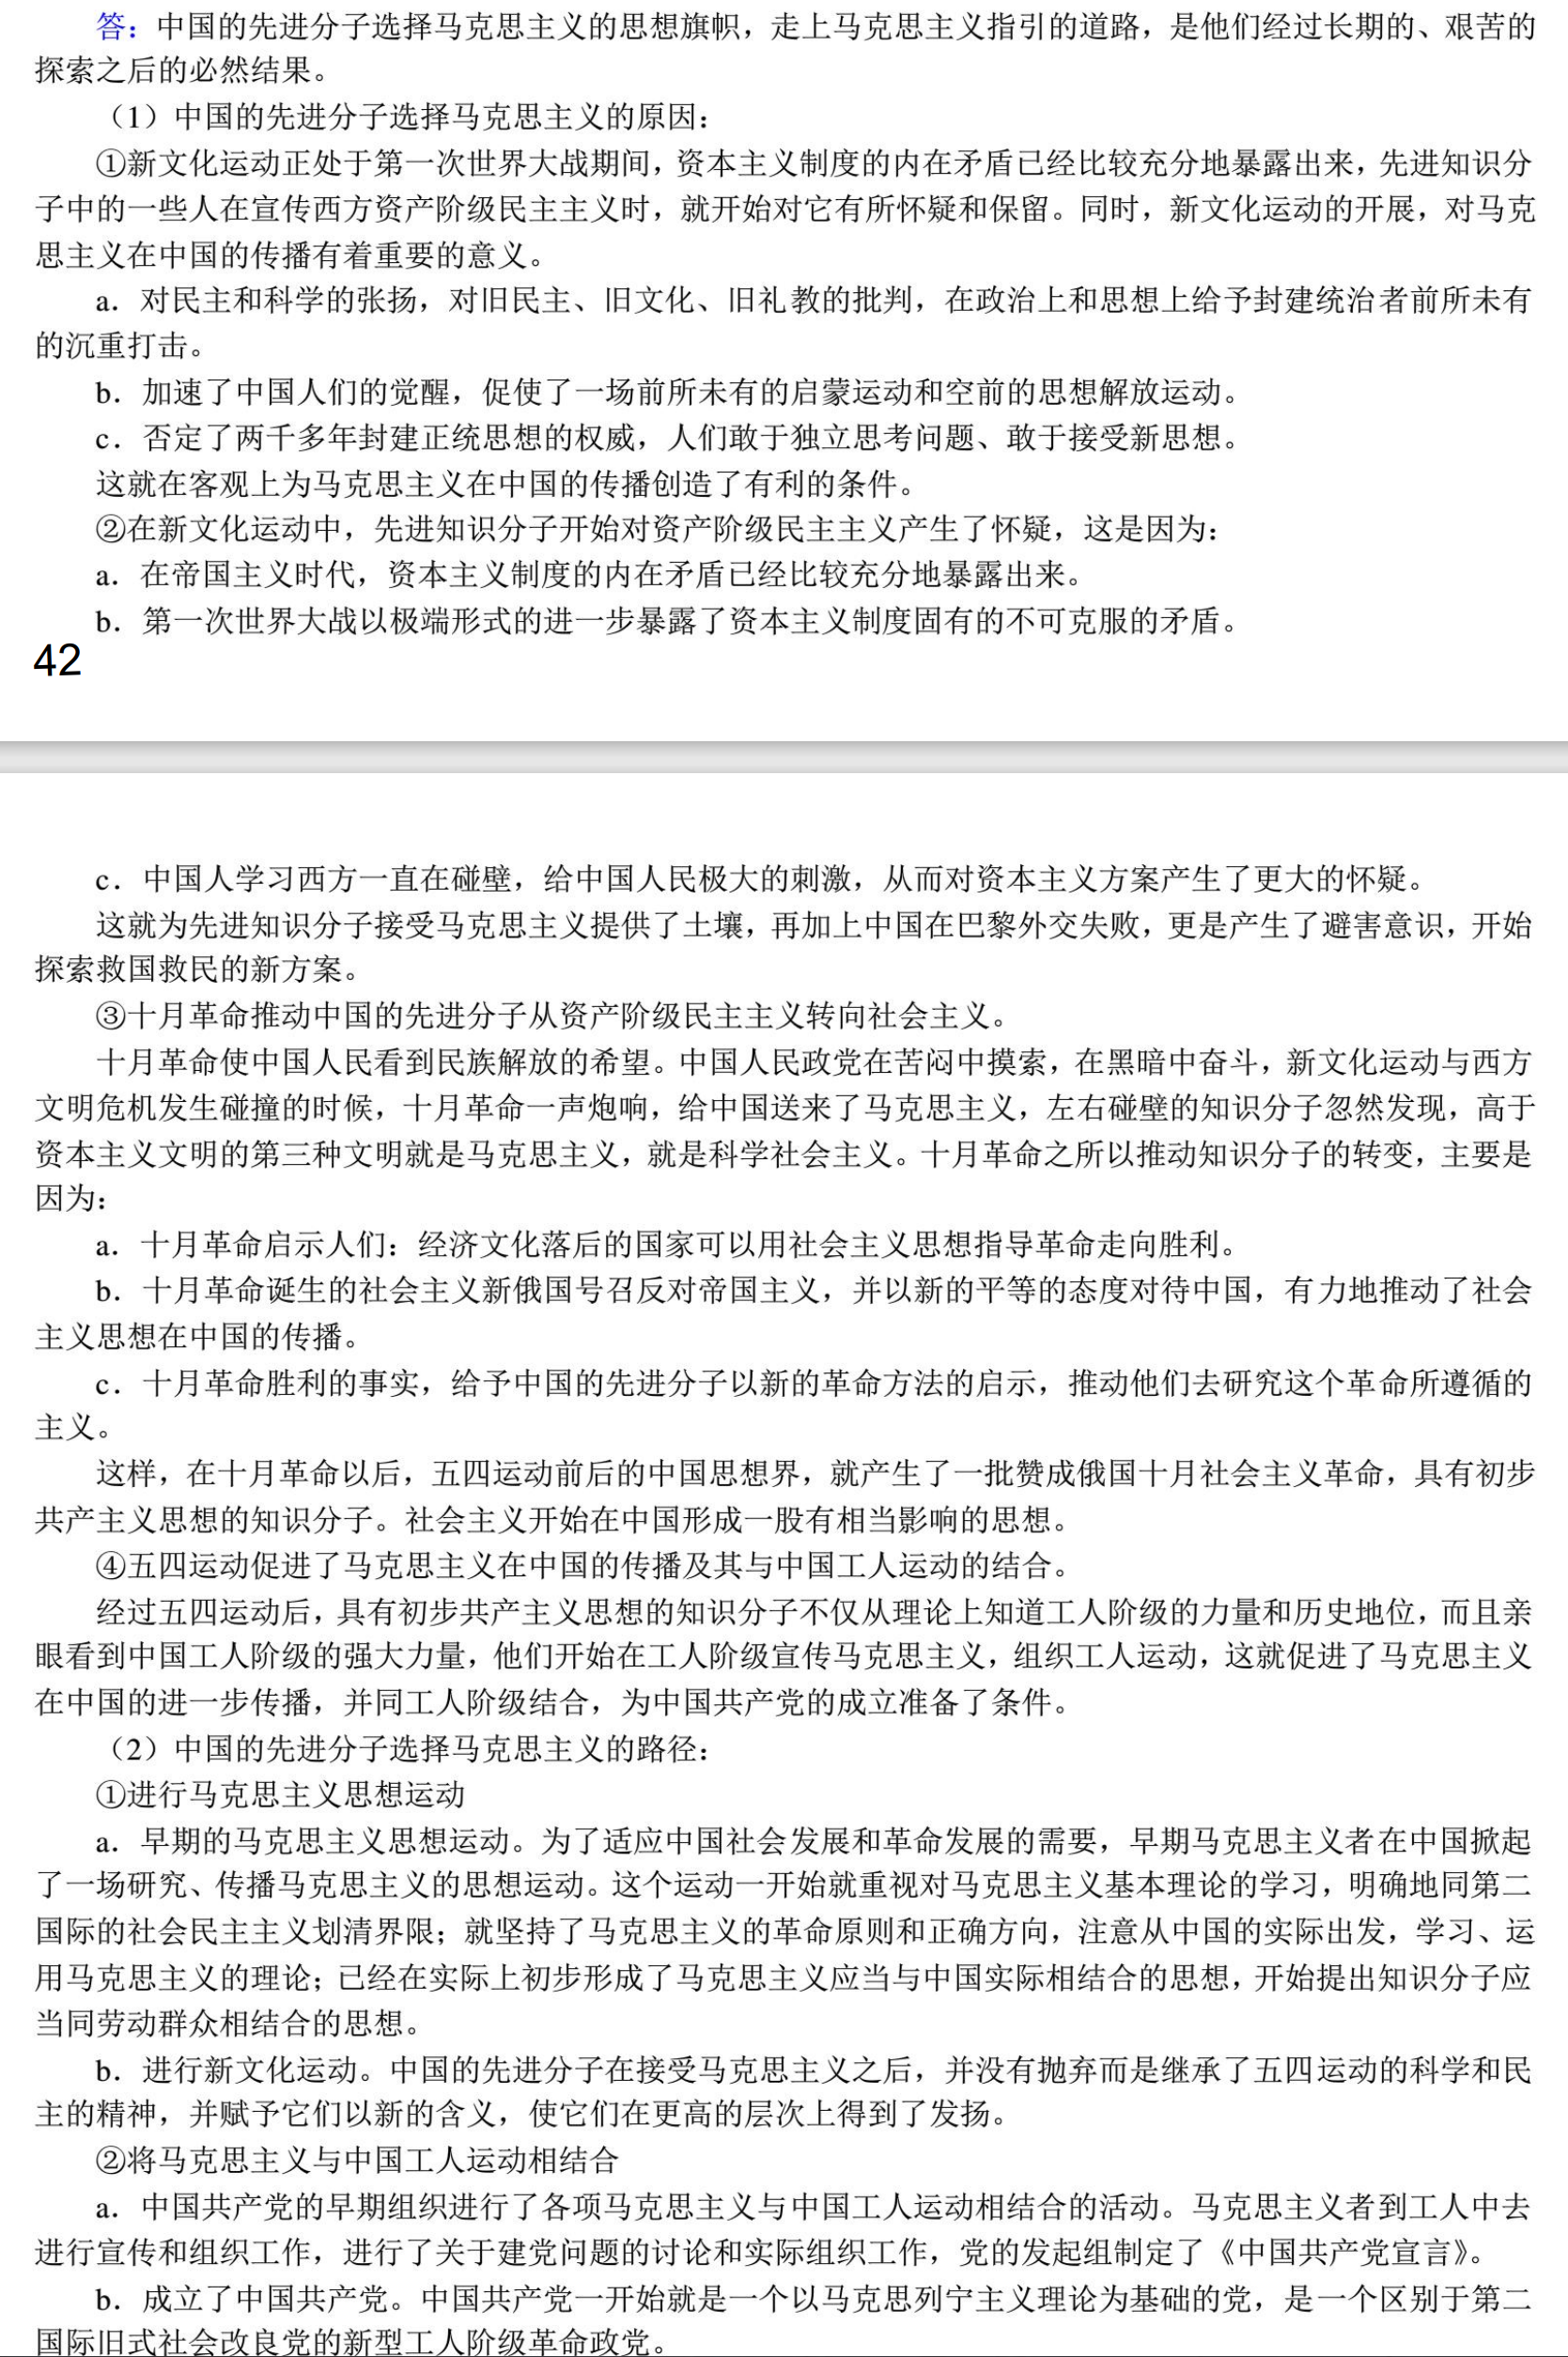 答：中国的先进分子选择马克思主义的思想旗帜，走上马克思主义指引的道路，是他们经过长期的、艰苦的
探索之后的必然结果。
（1）中国的先进分子选择马克思主义的原因：
①新文化运动正处于第一次世界大战期间，资本主义制度的内在矛盾已经比较充分地暴露出来，先进知识分
子中的一些人在宣传西方资产阶级民主主义时，就开始对它有所怀疑和保留。同时，新文化运动的开展，对马克
思主义在中国的传播有着重要的意义。
a．对民主和科学的张扬，对旧民主、旧文化、旧礼教的批判，在政治上和思想上给予封建统治者前所未有
的沉重打击。
b．加速了中国人们的觉醒，促使了一场前所未有的启蒙运动和空前的思想解放运动。
c．否定了两千多年封建正统思想的权威，人们敢于独立思考问题、敢于接受新思想。
这就在客观上为马克思主义在中国的传播创造了有利的条件。
②在新文化运动中，先进知识分子开始对资产阶级民主主义产生了怀疑，这是因为：
a．在帝国主义时代，资本主义制度的内在矛盾已经比较充分地暴露出来。
b．第一次世界大战以极端形式的进一步暴露了资本主义制度固有的不可克服的矛盾。
42
c．中国人学习西方一直在碰壁，给中国人民极大的刺激，从而对资本主义方案产生了更大的怀疑。
这就为先进知识分子接受马克思主义提供了土壤，再加上中国在巴黎外交失败，更是产生了避害意识，开始
探索救国救民的新方案。
③十月革命推动中国的先进分子从资产阶级民主主义转向社会主义。
十月革命使中国人民看到民族解放的希望。中国人民政党在苦闷中摸索，在黑暗中奋斗，新文化运动与西方
文明危机发生碰撞的时候，十月革命一声炮响，给中国送来了马克思主义，左右碰壁的知识分子忽然发现，高于
资本主义文明的第三种文明就是马克思主义，就是科学社会主义。十月革命之所以推动知识分子的转变，主要是
因为：
a．十月革命启示人们：经济文化落后的国家可以用社会主义思想指导革命走向胜利。
b．十月革命诞生的社会主义新俄国号召反对帝国主义，并以新的平等的态度对待中国，有力地推动了社会
主义思想在中国的传播。
c．十月革命胜利的事实，给予中国的先进分子以新的革命方法的启示，推动他们去研究这个革命所遵循的
主义。
这样，在十月革命以后，五四运动前后的中国思想界，就产生了一批赞成俄国十月社会主义革命，具有初步
共产主义思想的知识分子。社会主义开始在中国形成一股有相当影响的思想。
④五四运动促进了马克思主义在中国的传播及其与中国工人运动的结合。
经过五四运动后，具有初步共产主义思想的知识分子不仅从理论上知道工人阶级的力量和历史地位，而且亲
眼看到中国工人阶级的强大力量，他们开始在工人阶级宣传马克思主义，组织工人运动，这就促进了马克思主义
在中国的进一步传播，并同工人阶级结合，为中国共产党的成立准备了条件。
（2）中国的先进分子选择马克思主义的路径：
①进行马克思主义思想运动
a．早期的马克思主义思想运动。为了适应中国社会发展和革命发展的需要，早期马克思主义者在中国掀起
了一场研究、传播马克思主义的思想运动。这个运动一开始就重视对马克思主义基本理论的学习，明确地同第二
国际的社会民主主义划清界限；就坚持了马克思主义的革命原则和正确方向，注意从中国的实际出发，学习、运
用马克思主义的理论；已经在实际上初步形成了马克思主义应当与中国实际相结合的思想，开始提出知识分子应
当同劳动群众相结合的思想。
b．进行新文化运动。中国的先进分子在接受马克思主义之后，并没有抛弃而是继承了五四运动的科学和民
主的精神，并赋予它们以新的含义，使它们在更高的层次上得到了发扬。
②将马克思主义与中国工人运动相结合
a．中国共产党的早期组织进行了各项马克思主义与中国工人运动相结合的活动。马克思主义者到工人中去
进行宣传和组织工作，进行了关于建党问题的讨论和实际组织工作，党的发起组制定了《中国共产党宣言》。
b．成立了中国共产党。中国共产党一开始就是一个以马克思列宁主义理论为基础的党，是一个区别于第二
国际旧式社会改良党的新型工人阶级革命政党。